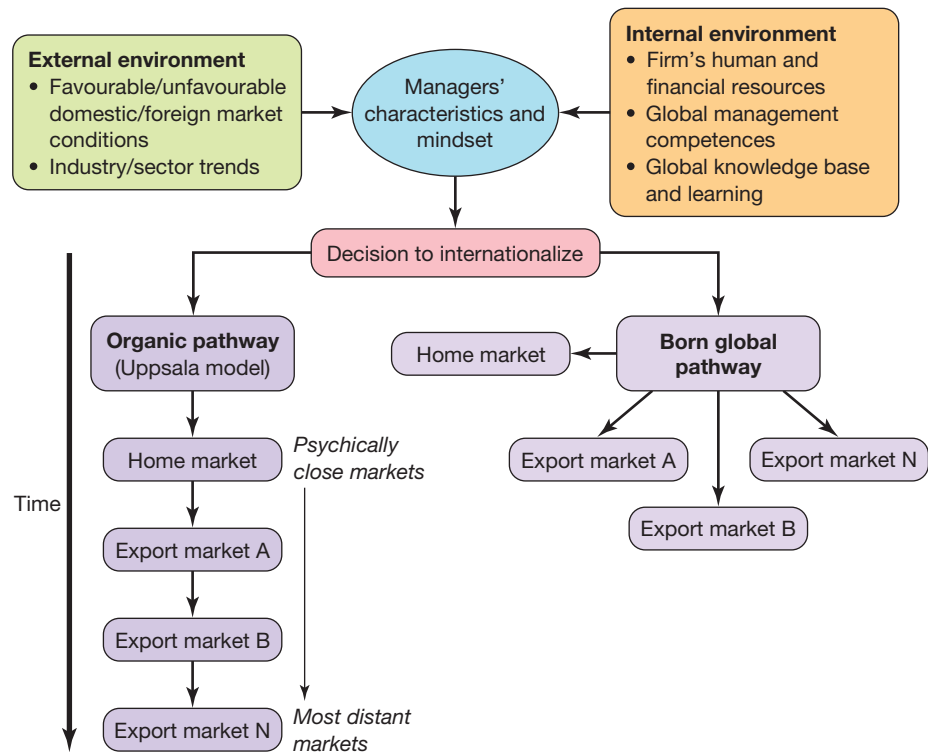 External environment
• Favourable/unfavourable
domestic/foreign market
conditions
• Industry/sector trends
Managers’
characteristics and
mindset
Internal environment
• Firm’s human and
financial resources
• Global management
competences
• Global knowledge base
and learning
Decision to internationalize
Time
Organic pathway
(Uppsala model)
Home market
Export market A
Export market B
Export market N
Psychically
close markets
Most distant
markets
Born global
pathway
Home market
Export market A
Export market B
Export market N